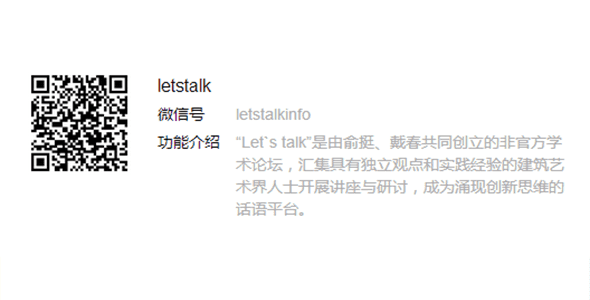 letstalk
微信号 letstalkinfo
功能介绍 “Let`s talk”是由俞挺、戴春共同创立的非官方学
术论坛，汇集具有独立观点和实践经验的建筑艺
术界人士开展讲座与研讨，成为涌现创新思维的
话语平台。